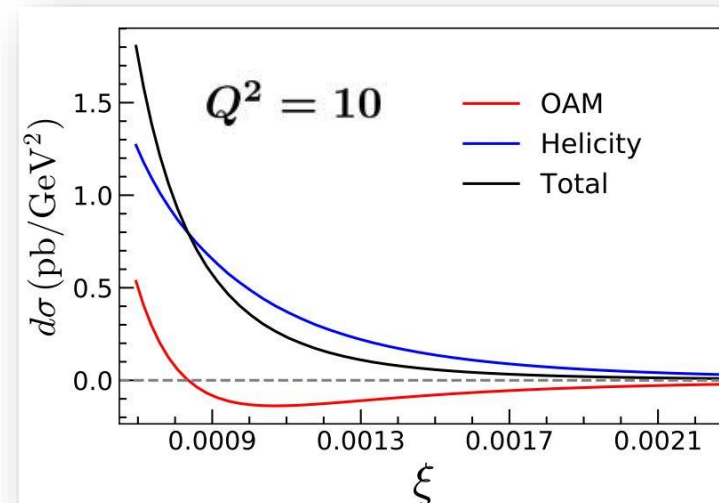 Q² = 10
OAM
Helicity
Total
dσ (pb/GeV²)
1.5
1.0
0.5
0.0
0.0009 0.0013 0.0017 0.0021
ξ